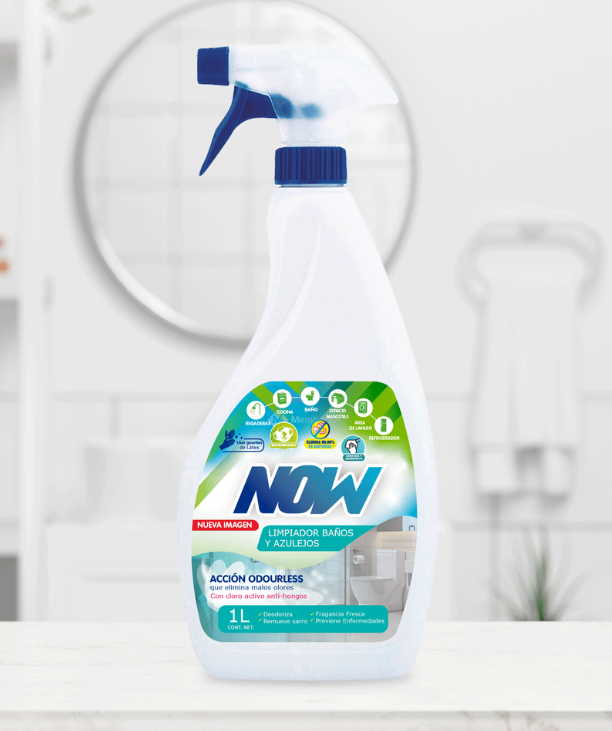 REGADERAS
COCINA
BAÑO
ESPACIO
MASCOTAS
ÁREA
DE LAVADO
REFRIGERADOR
Usar guantes
de Látex
ELIMINA 99.99%
DE BACTERIAS
NOW
NUEVA IMAGEN
LIMPIADOR BAÑOS
Y AZULEJOS
ACCIÓN ODOURLESS
que elimina malos olores
Con cloro activo anti-hongos
1L
CONT. NET.
✓ Deodoriza
✓ Fragancia Fresca
✓ Remueve sarro
✓ Previene Enfermedades